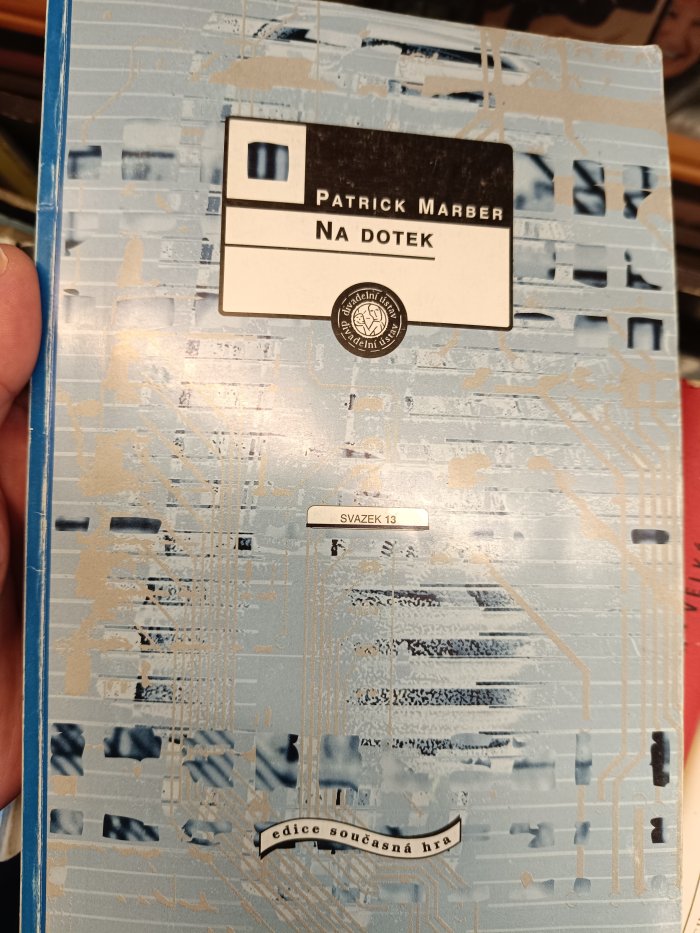 PATRICK MARBER
NA DOTEK
divadelní ústav
divadelní ústav
SVAZEK 13
edice současná hra